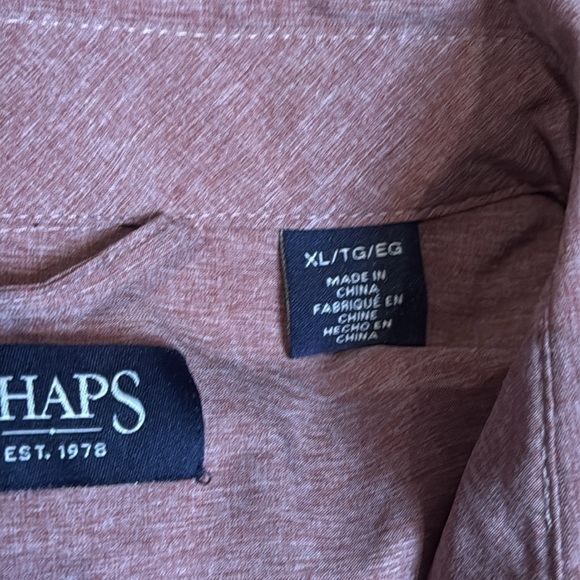 XL/TG/EG
MADE IN
CHINA
FABRIQUÉ EN
CHINE
HECHO EN
CHINA
HAPS
EST. 1978